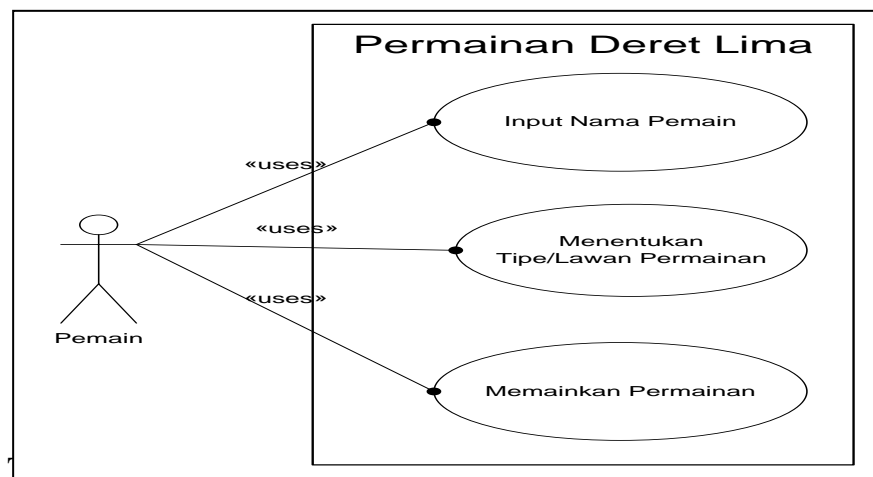 Permainan Deret Lima
Input Nama Pemain
«uses»
«uses»
Menentukan
Tipe/Lawan Permainan
«uses»
Pemain
Memainkan Permainan